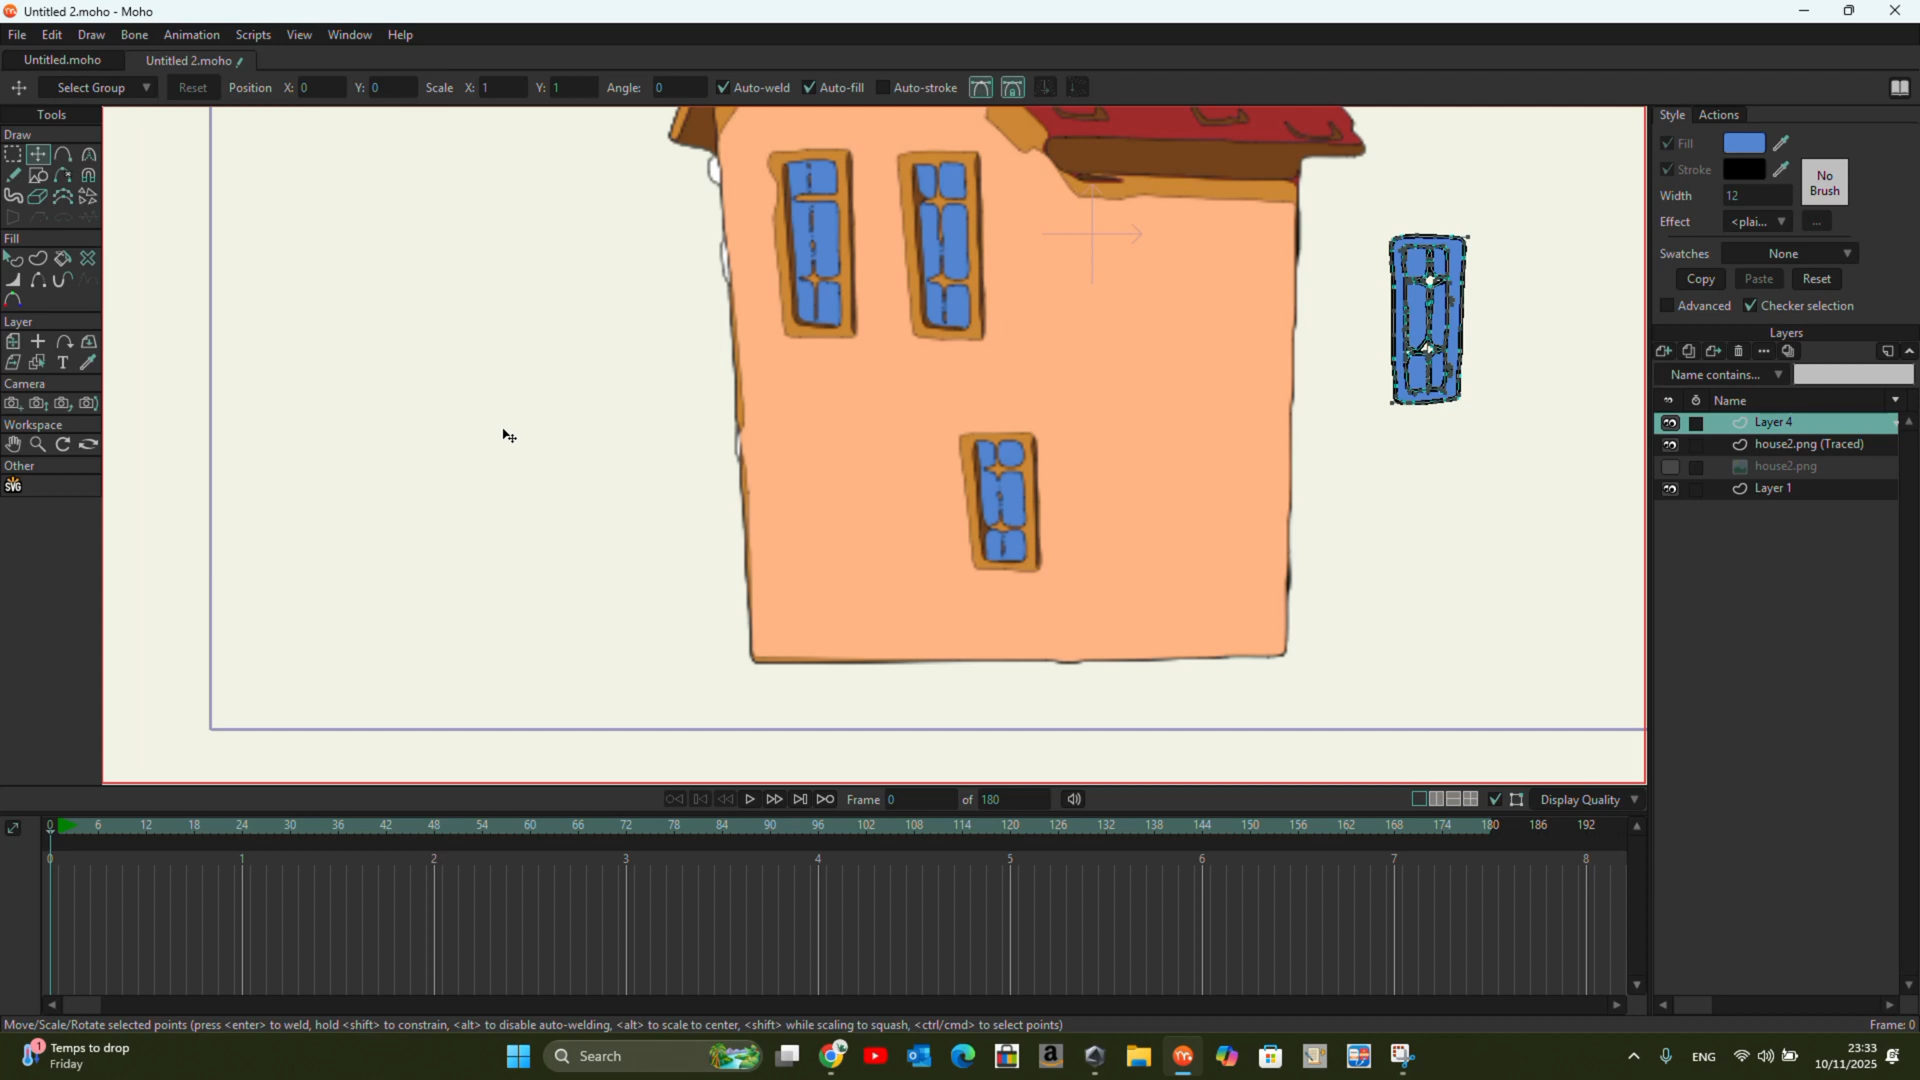 Untitled 2.moho - Moho
File Edit Draw Bone Animation Scripts View Window Help
Untitled.moho Untitled 2.moho
Select Group Reset Position X: 0 Y: 0 Scale X: 1 Y: 1 Angle: 0 Auto-weld Auto-fill Auto-stroke
Tools
Draw
Fill
Layer
Camera
Workspace
Other
SVG
Style Actions
Fill
Stroke
No
Brush
Width 12
Effect <plai... ...
Swatches None
Copy Paste Reset
Advanced Checker selection
Layers
Name contains...
Name
Layer 4
house2.png (Traced)
house2.png
Layer 1
Frame 0 of 180 Display Quality
0 6 12 18 24 30 36 42 48 54 60 66 72 78 84 90 96 102 108 114 120 126 132 138 144 150 156 162 168 174 180 186 192
0 1 2 3 4 5 6 7 8
Move/Scale/Rotate selected points (press <enter> to weld, hold <shift> to constrain, <alt> to disable auto-welding, <alt> to scale to center, <shift> while scaling to squash, <ctrl/cmd> to select points) Frame: 0
1 Temps to drop
Friday
Search
ENG
23:33
10/11/2025